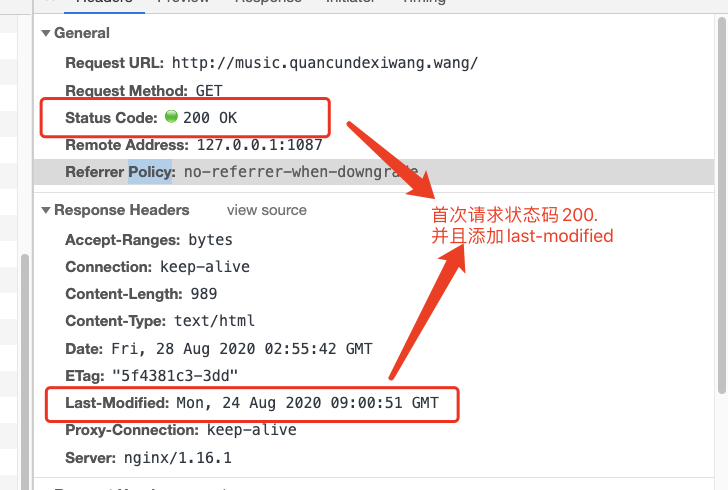 Headers Preview Response Initiator Timing
General
Request URL: http://music.quancundexiwang.wang/
Request Method: GET
Status Code: 200 OK
Remote Address: 127.0.0.1:1087
Referrer Policy: no-referrer-when-downgrade
首次请求状态码 200.
并且添加 last-modified
Response Headers view source
Accept-Ranges: bytes
Connection: keep-alive
Content-Length: 989
Content-Type: text/html
Date: Fri, 28 Aug 2020 02:55:42 GMT
ETag: "5f4381c3-3dd"
Last-Modified: Mon, 24 Aug 2020 09:00:51 GMT
Proxy-Connection: keep-alive
Server: nginx/1.16.1